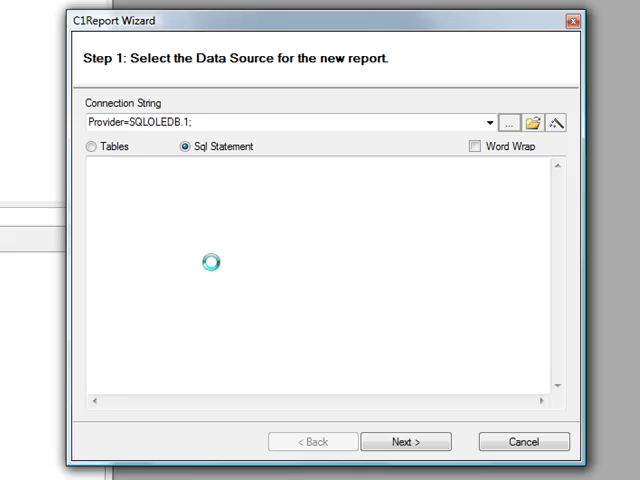 C1Report Wizard
Step 1: Select the Data Source for the new report.
Connection String
Provider=SQLOLEDB.1;
...
Tables
Sql Statement
Word Wrap
< Back
Next >
Cancel